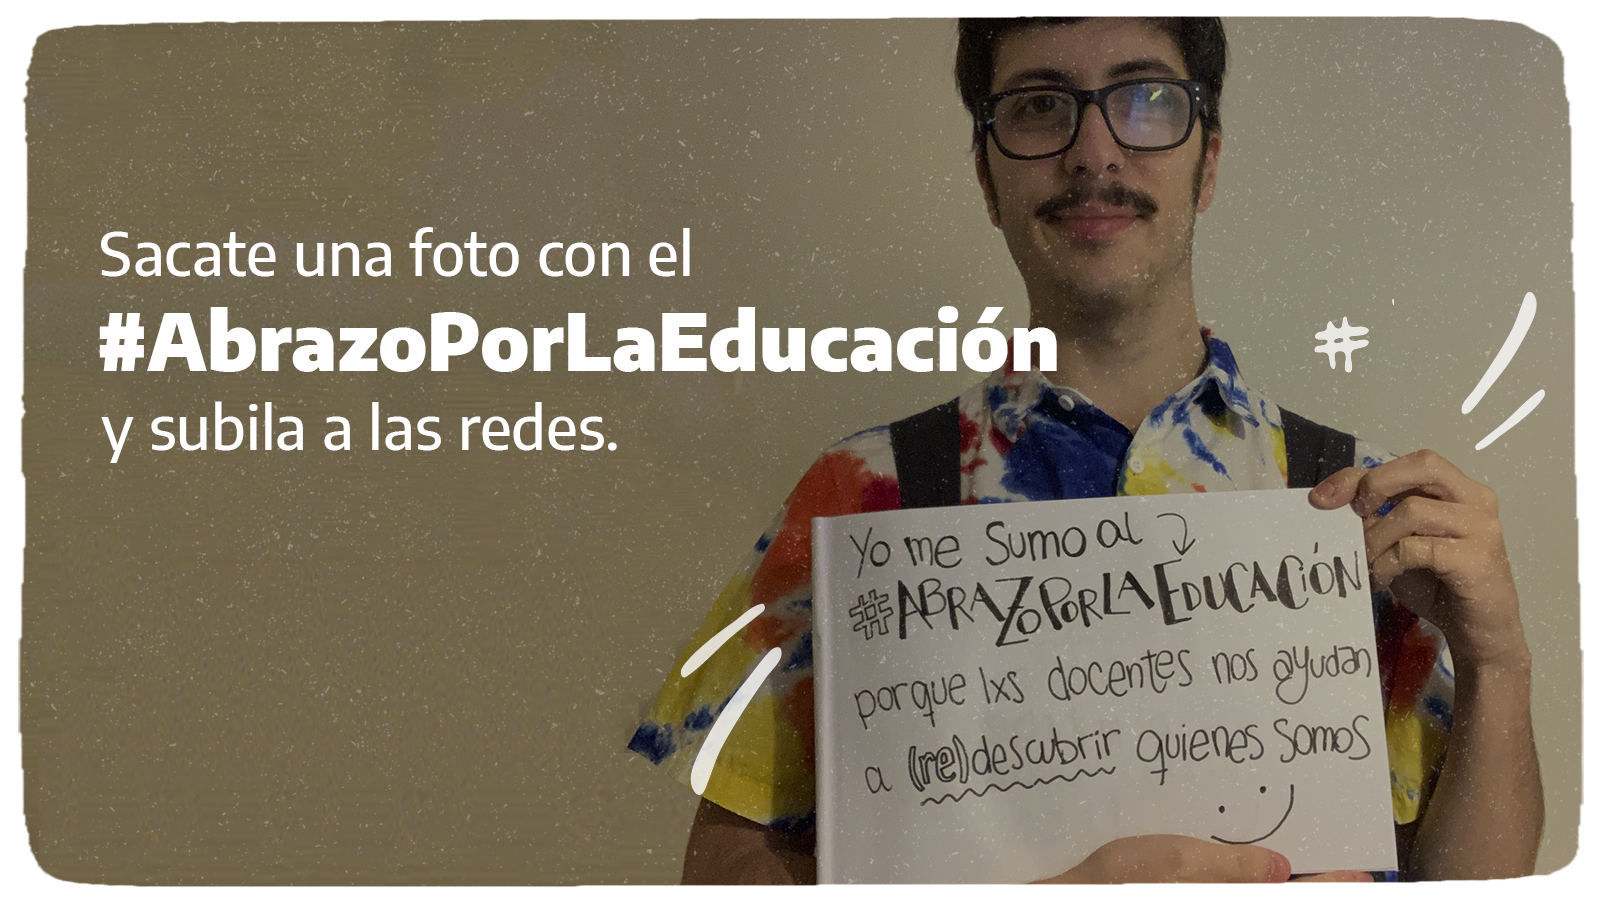 Sacate una foto con el
#AbrazoPorLaEducación
y subila a las redes.
#
Yo me Sumo al
#ABRAZOPORLAEDUCACIÓN
porque lxs docentes nos ayudan
a (re)descubrir quienes somos